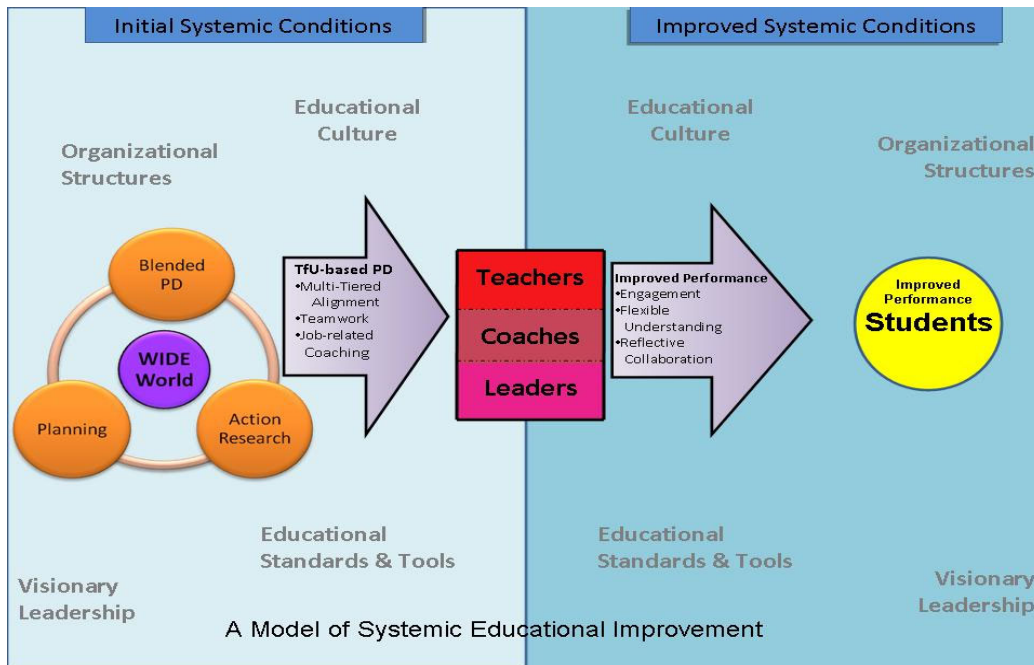 Initial Systemic Conditions
Educational
Culture
Organizational
Structures
Blended
PD
WIDE
World
Planning
Action
Research
TfU-based PD
•Multi-Tiered
Alignment
•Teamwork
•Job-related
Coaching
Educational
Standards & Tools
Visionary
Leadership
Teachers
Coaches
Leaders
Improved Systemic Conditions
Educational
Culture
Organizational
Structures
Improved Performance
•Engagement
•Flexible
Understanding
•Reflective
Collaboration
Improved
Performance
Students
Educational
Standards & Tools
Visionary
Leadership
A Model of Systemic Educational Improvement